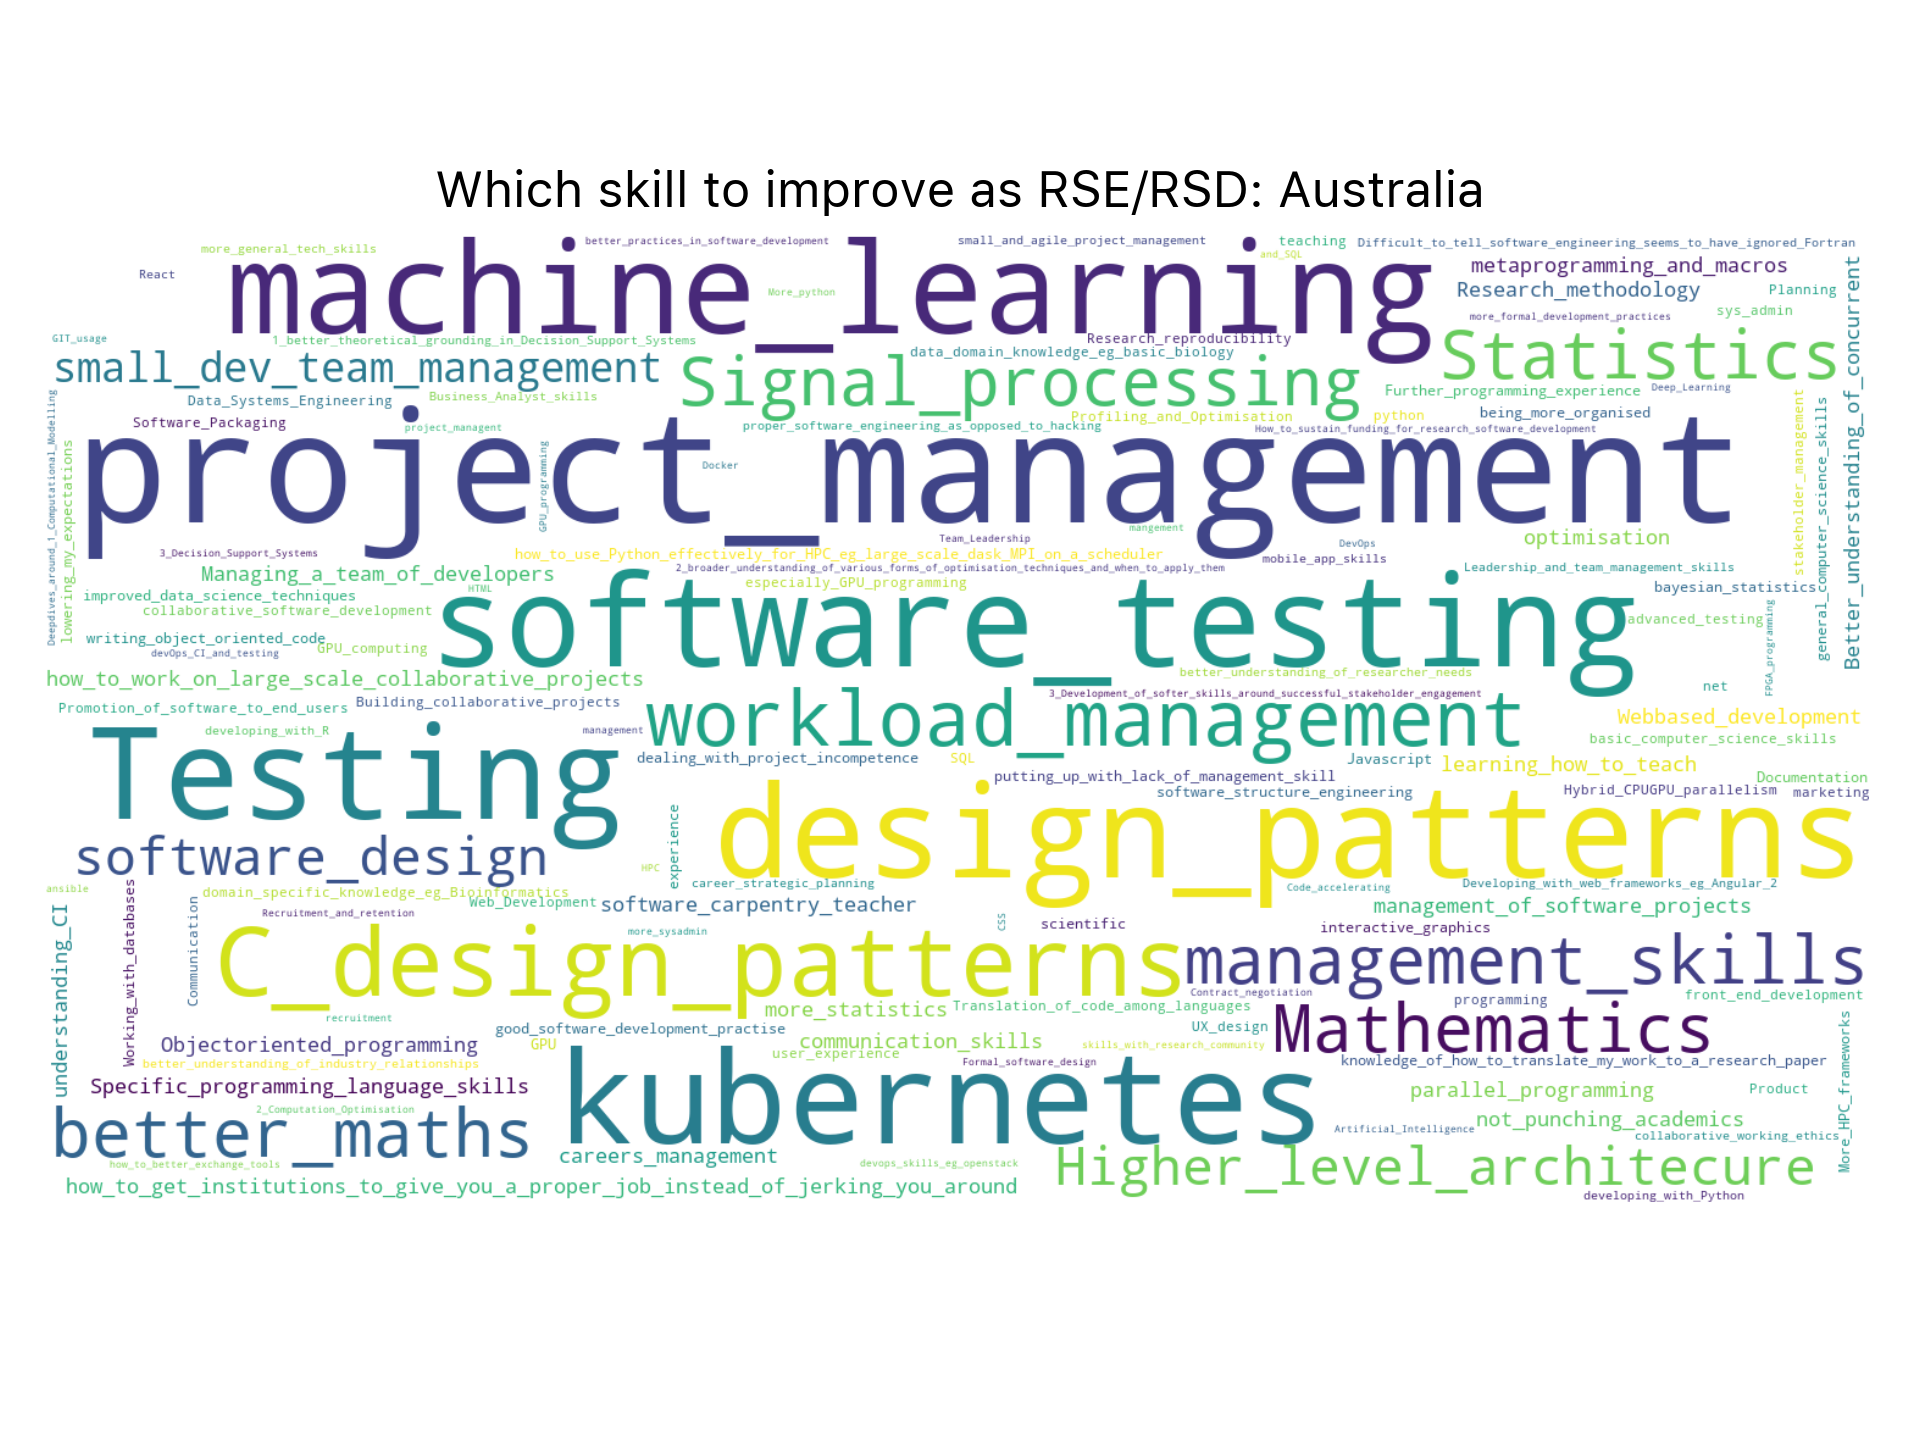 Which skill to improve as RSE/RSD: Australia
machine_learning
better_practices_in_software_development
small_and_agile_project_management
teaching
Difficult_to_tell_software_engineering_seems_to_have_ignored_Fortran
more_general_tech_skills
and_SQL
React
More_python
metaprogramming_and_macros
Research_methodology
Planning
sys_admin
more_formal_development_practices
Better_understanding_of_concurrent
GIT_usage
1_better_theoretical_grounding_in_Decision_Support_Systems
Research_reproducibility
data_domain_knowledge_eg_basic_biology
Statistics
small_dev_team_management
Signal_processing
Further_programming_experience
Deep_Learning
Data_Systems_Engineering
Business_Analyst_skills
Profiling_and_Optimisation
python
being_more_organised
Software_Packaging
project_managent
proper_software_engineering_as_opposed_to_hacking
How_to_sustain_funding_for_research_software_development
Deepdives_around_1_Computational_Modelling
lowering_my_expectations
project_management
GPU_programming
Docker
stakeholder_management
general_computer_science_skills
mangement
Team_Leadership
DevOps
optimisation
3_Decision_Support_Systems
how_to_use_Python_effectively_for_HPC_eg_large_scale_dask_MPI_on_a_scheduler
mobile_app_skills
Managing_a_team_of_developers
2_broader_understanding_of_various_forms_of_optimisation_techniques_and_when_to_apply_them
Leadership_and_team_management_skills
HTML
especially_GPU_programming
bayesian_statistics
improved_data_science_techniques
collaborative_software_development
software_testing
advanced_testing
FPGA_programming
writing_object_oriented_code
devOps_CI_and_testing
GPU_computing
how_to_work_on_large_scale_collaborative_projects
better_understanding_of_researcher_needs
net
Promotion_of_software_to_end_users
Building_collaborative_projects
3_Development_of_softer_skills_around_successful_stakeholder_engagement
workload_management
Webbased_development
developing_with_R
management
basic_computer_science_skills
Testing
dealing_with_project_incompetence
SQL
Javascript
learning_how_to_teach
putting_up_with_lack_of_management_skill
Documentation
software_structure_engineering
Hybrid_CPUGPU_parallelism
marketing
design_patterns
experience
software_design
HPC
ansible
career_strategic_planning
Code_accelerating
Developing_with_web_frameworks_eg_Angular_2
domain_specific_knowledge_eg_Bioinformatics
Web_Development
software_carpentry_teacher
management_of_software_projects
understanding_CI
Working_with_databases
Communication
Recruitment_and_retention
more_sysadmin
CSS
scientific
interactive_graphics
C_design_patterns
management_skills
Contract_negotiation
programming
front_end_development
more_statistics
Translation_of_code_among_languages
recruitment
good_software_development_practise
UX_design
Mathematics
Objectoriented_programming
GPU
communication_skills
skills_with_research_community
user_experience
Formal_software_design
better_understanding_of_industry_relationships
knowledge_of_how_to_translate_my_work_to_a_research_paper
More_HPC_frameworks
Specific_programming_language_skills
kubernetes
parallel_programming
Product
2_Computation_Optimisation
better_maths
not_punching_academics
Artificial_Intelligence
collaborative_working_ethics
careers_management
how_to_better_exchange_tools
devops_skills_eg_openstack
Higher_level_architecure
how_to_get_institutions_to_give_you_a_proper_job_instead_of_jerking_you_around
developing_with_Python